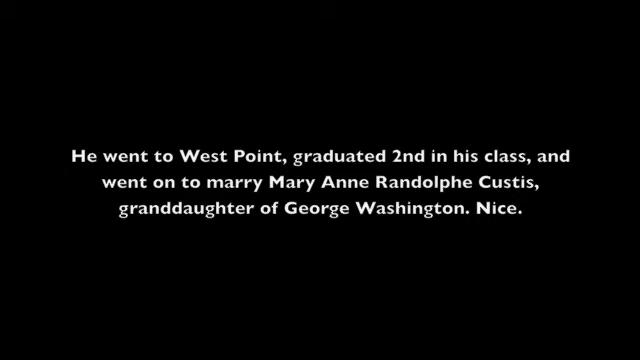 He went to West Point, graduated 2nd in his class, and
went on to marry Mary Anne Randolphe Custis,
granddaughter of George Washington. Nice.